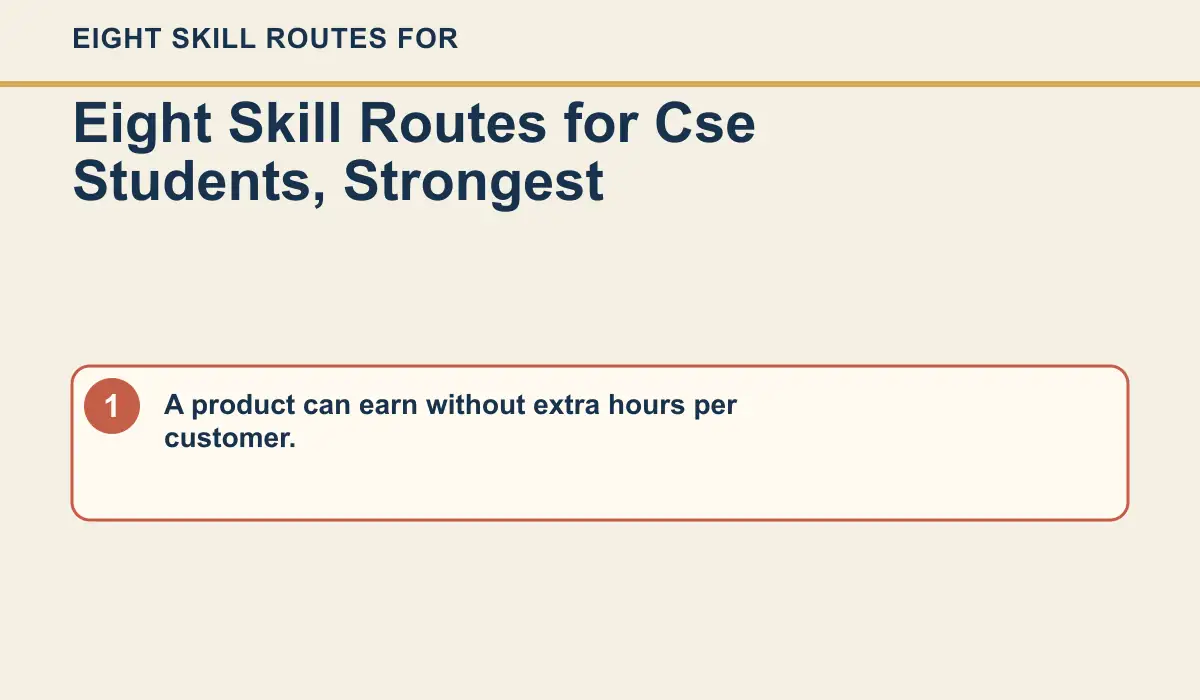 EIGHT SKILL ROUTES FOR
Eight Skill Routes for Cse
Students, Strongest
1
A product can earn without extra hours per
customer.